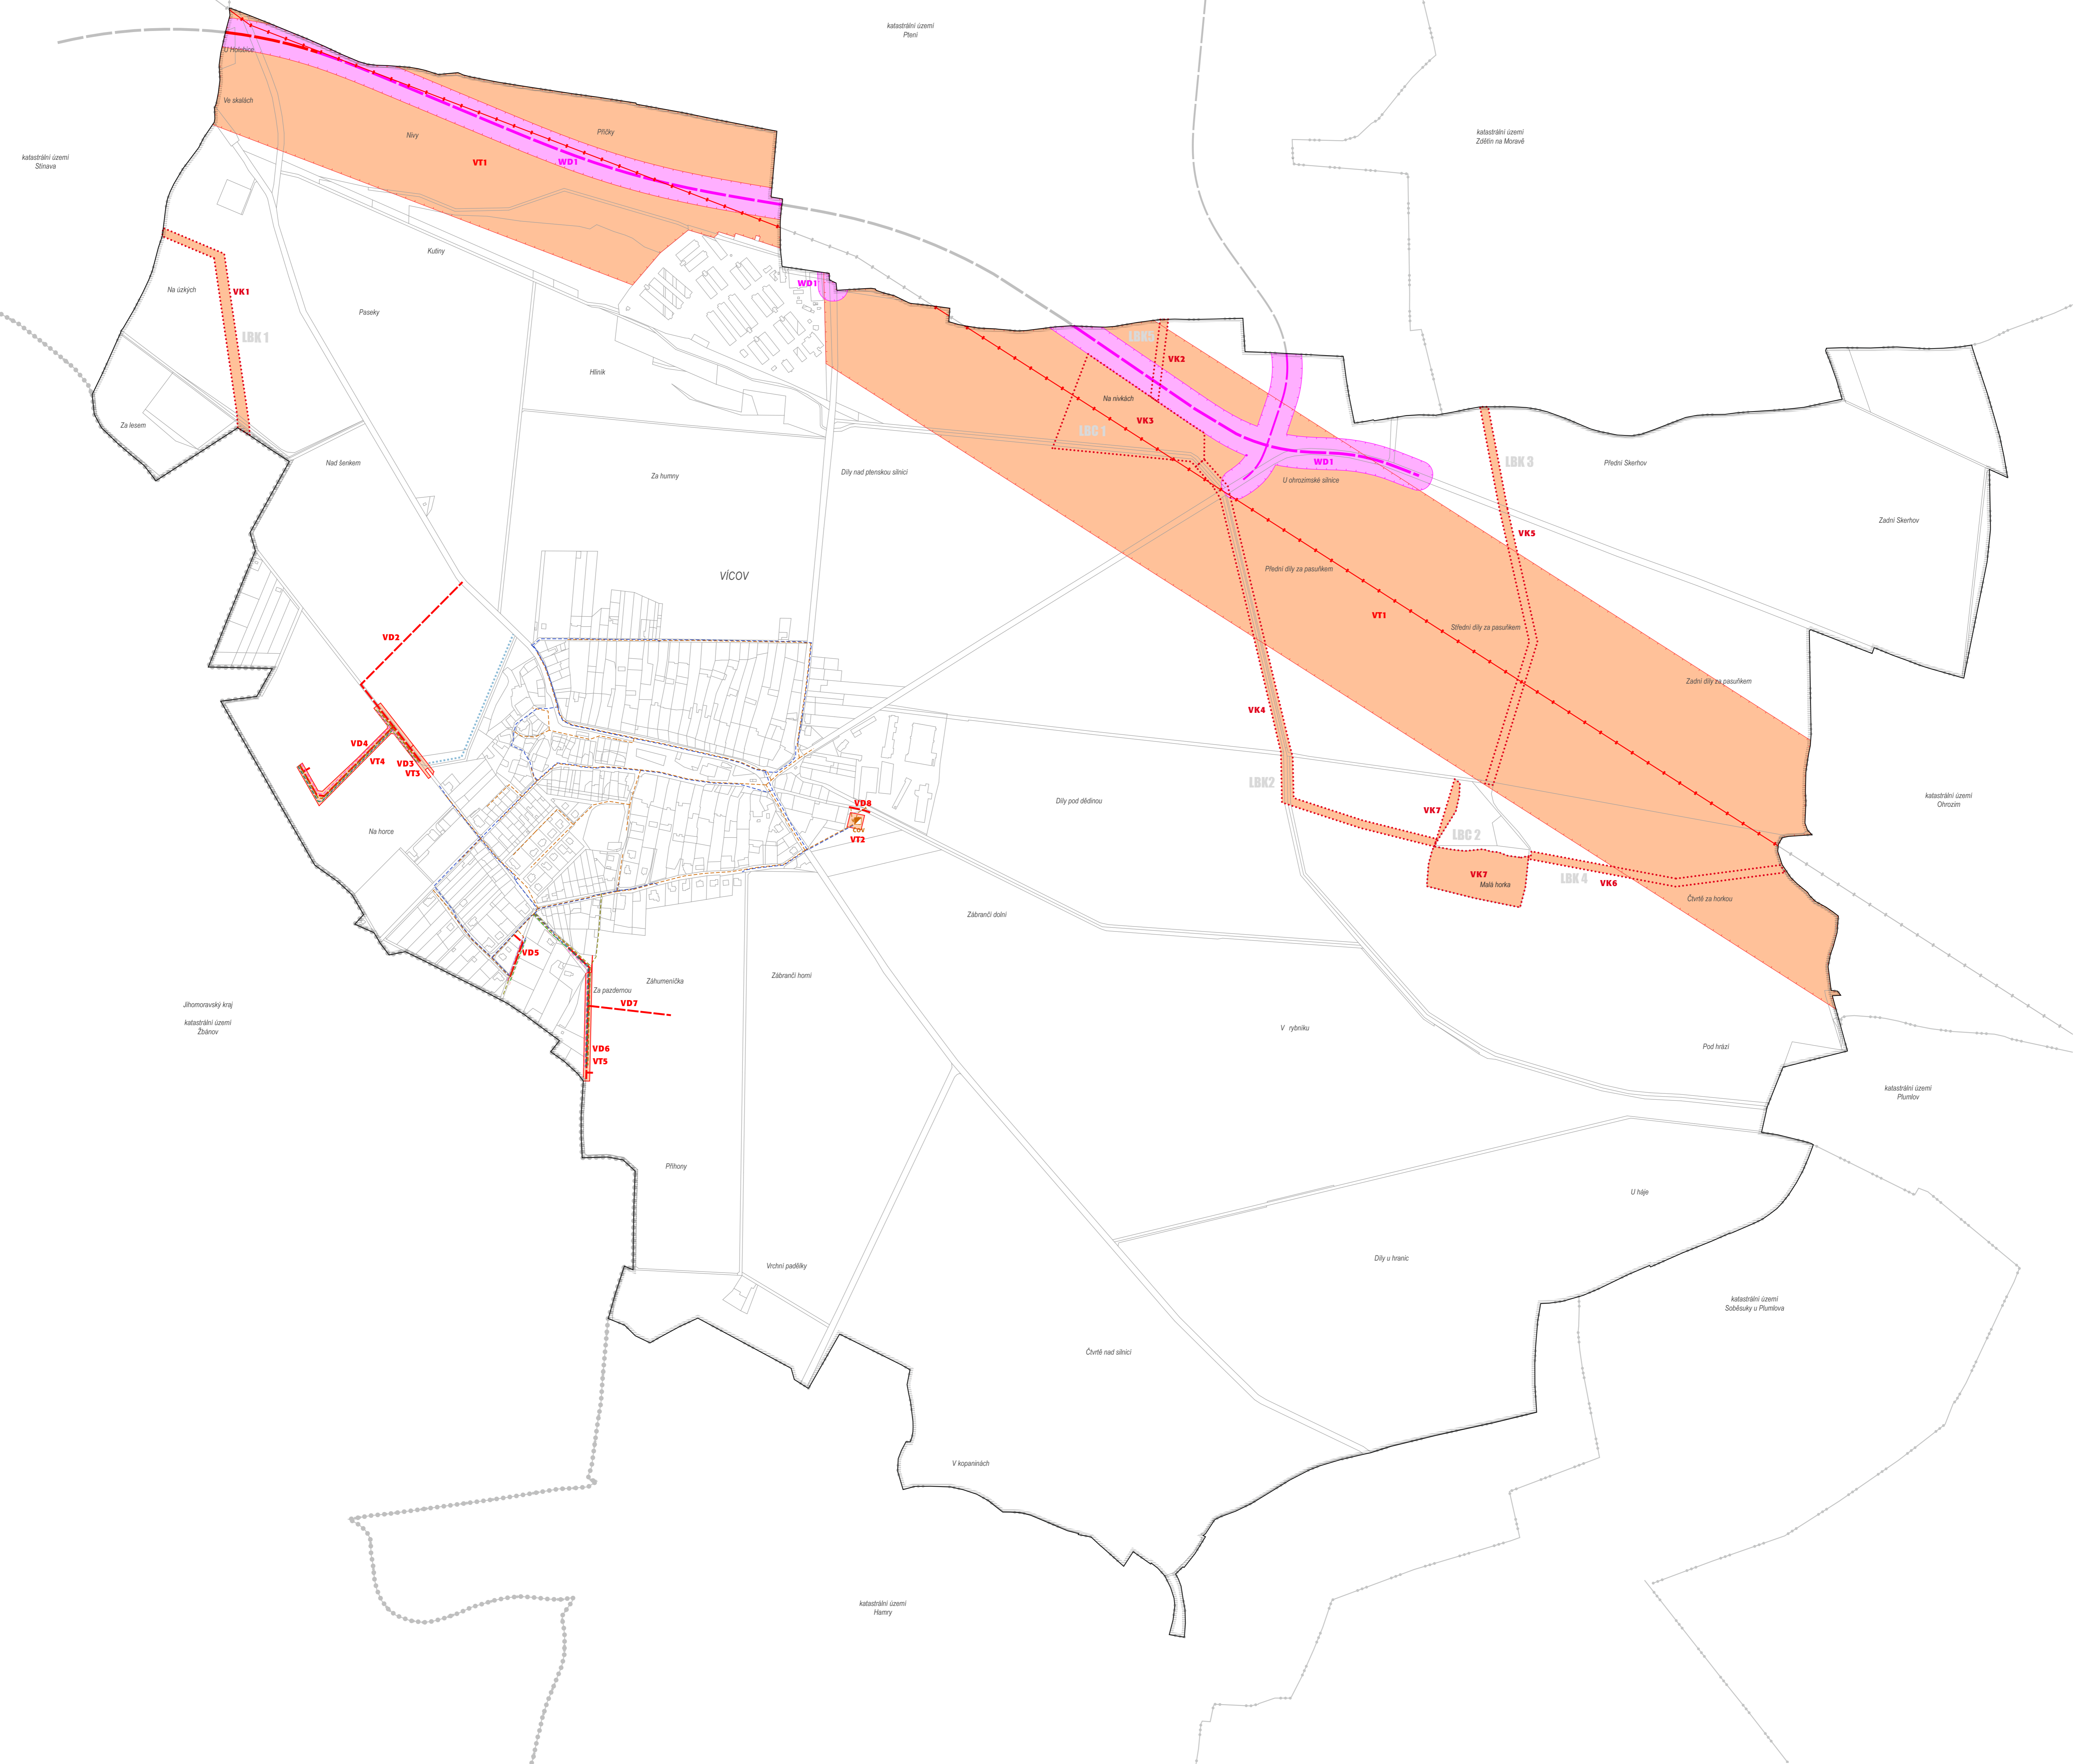 katastrální území
Ptení
U Holebice
Ve skalách
Nivy
Příčky
VT1
WD1
katastrální území
Stínava
katastrální území
Zdětín na Moravě
Kutiny
Na úzkých
VK1
LBK 1
Paseky
WD1
Hliník
LBK5
VK2
Na nivkách
VK3
LBC 1
Za lesem
Nad šenkem
Za humny
Díly nad ptenskou silnicí
WD1
U ohrozimské silnice
LBK 3
Přední Skerhov
Zadní Skerhov
VK5
VÍCOV
Přední díly za pasuňkem
VT1
Střední díly za pasuňkem
VD2
Zadní díly za pasuňkem
VK4
VD4
VT4
VD3
VT3
LBK2
Díly pod dědinou
VD8
ČOV
VT2
VK7
LBC 2
katastrální území
Ohrozim
Na horce
VK7
Malá horka
LBK 4
VK6
Čtvrtě za horkou
Zábrančí dolní
VD5
Záhumeníčka
Zábrančí horní
Za pazdernou
VD7
Jihomoravský kraj
katastrální území
Žbánov
V rybníku
VD6
VT5
Pod hrází
katastrální území
Plumlov
Příhony
U háje
Vrchní padělky
Díly u hranic
katastrální území
Soběsuky u Plumlova
Čtvrtě nad silnicí
V kopaninách
katastrální území
Hamry